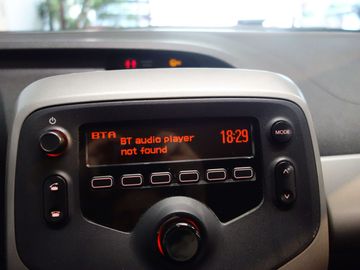 BTA
BT audio player
not found
18:29
MODE